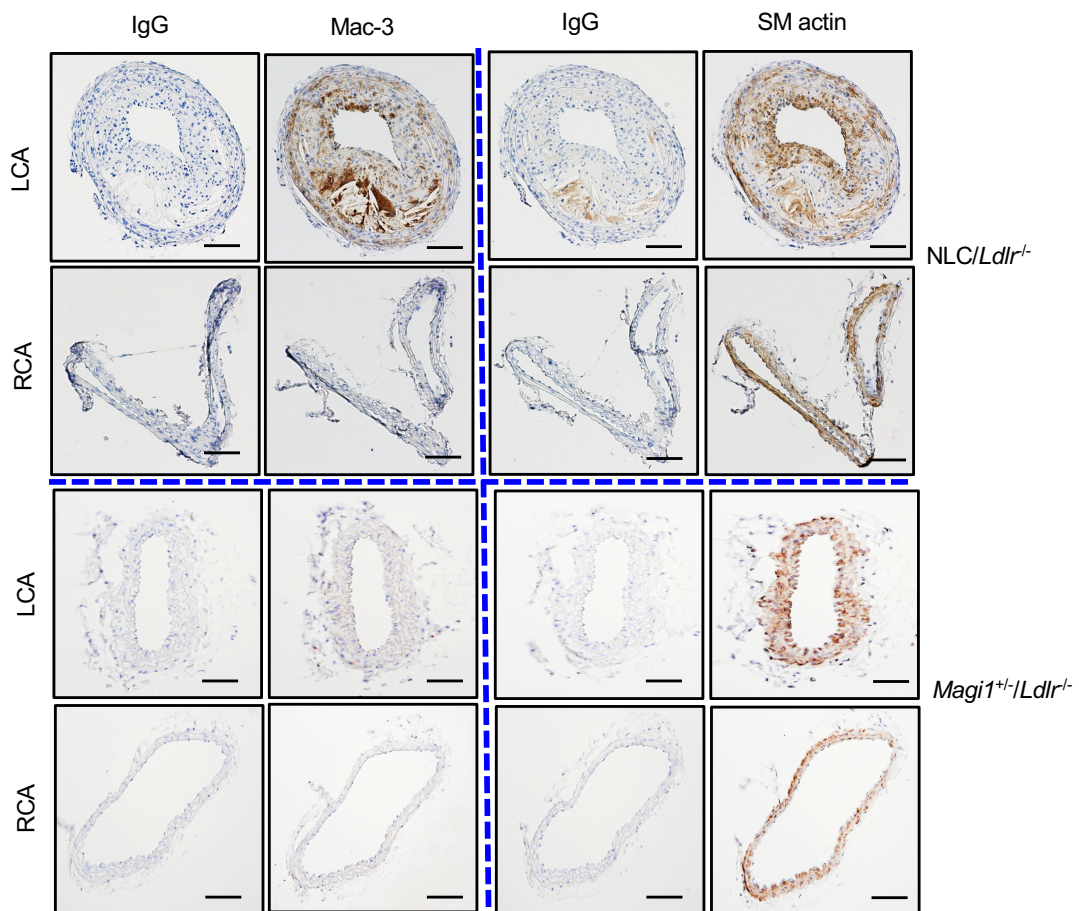 IgG
Mac-3
IgG
SM actin
LCA
NLC/Ldlr-/-
RCA
LCA
Magi1+/-/Ldlr-/-
RCA